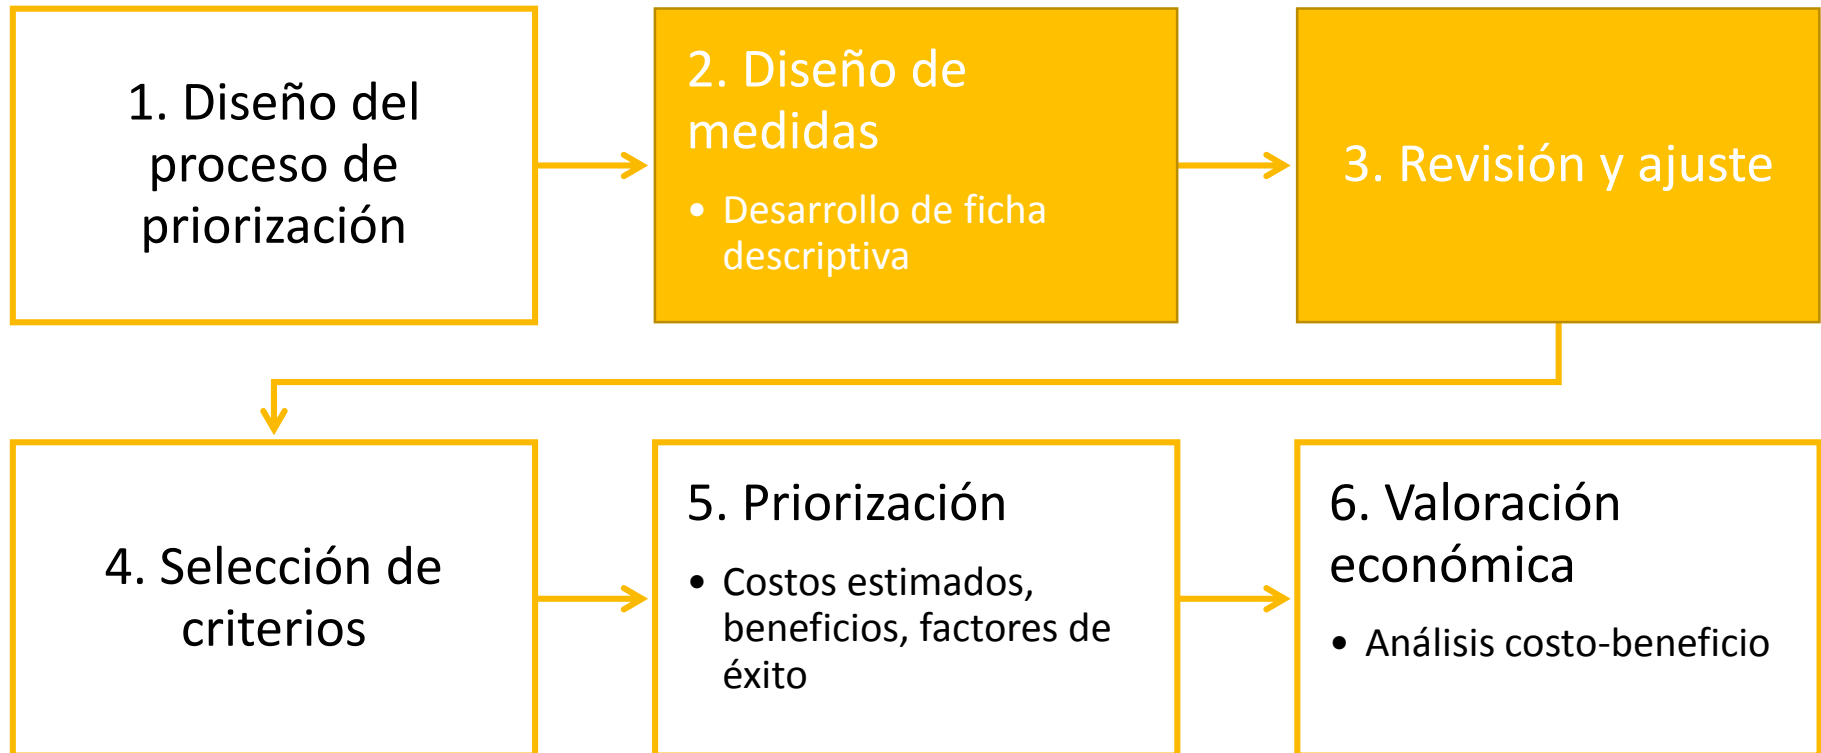 1. Diseño del
proceso de
priorización
2. Diseño de
medidas
• Desarrollo de ficha
descriptiva
3. Revisión y ajuste
4. Selección de
criterios
5. Priorización
• Costos estimados,
beneficios, factores de
éxito
6. Valoración
económica
• Análisis costo-beneficio